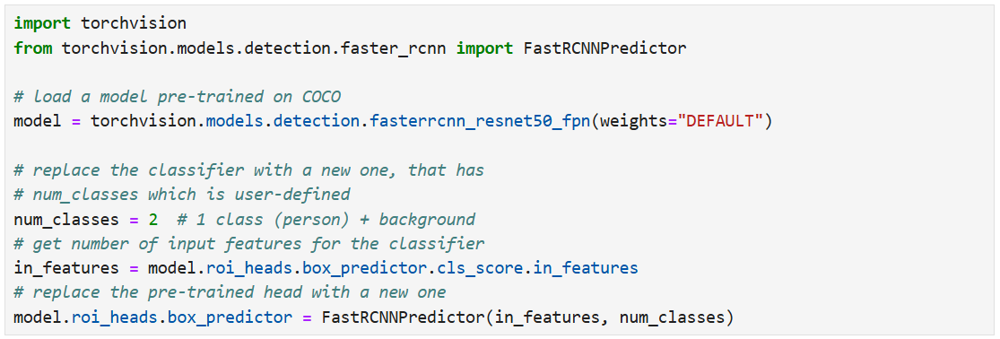 import torchvision
from torchvision.models.detection.faster_rcnn import FastRCNNPredictor
# load a model pre-trained on COCO
model = torchvision.models.detection.fasterrcnn_resnet50_fpn(weights="DEFAULT")
# replace the classifier with a new one, that has
# num_classes which is user-defined
num_classes = 2  # 1 class (person) + background
# get number of input features for the classifier
in_features = model.roi_heads.box_predictor.cls_score.in_features
# replace the pre-trained head with a new one
model.roi_heads.box_predictor = FastRCNNPredictor(in_features, num_classes)